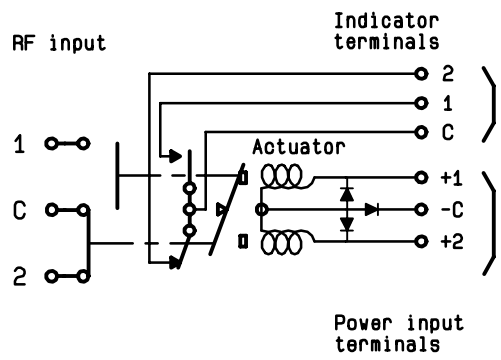 Indicator
terminals
RF input
2
1
C
Actuator
1
+1
C
-C
+2
2
Power input
terminals